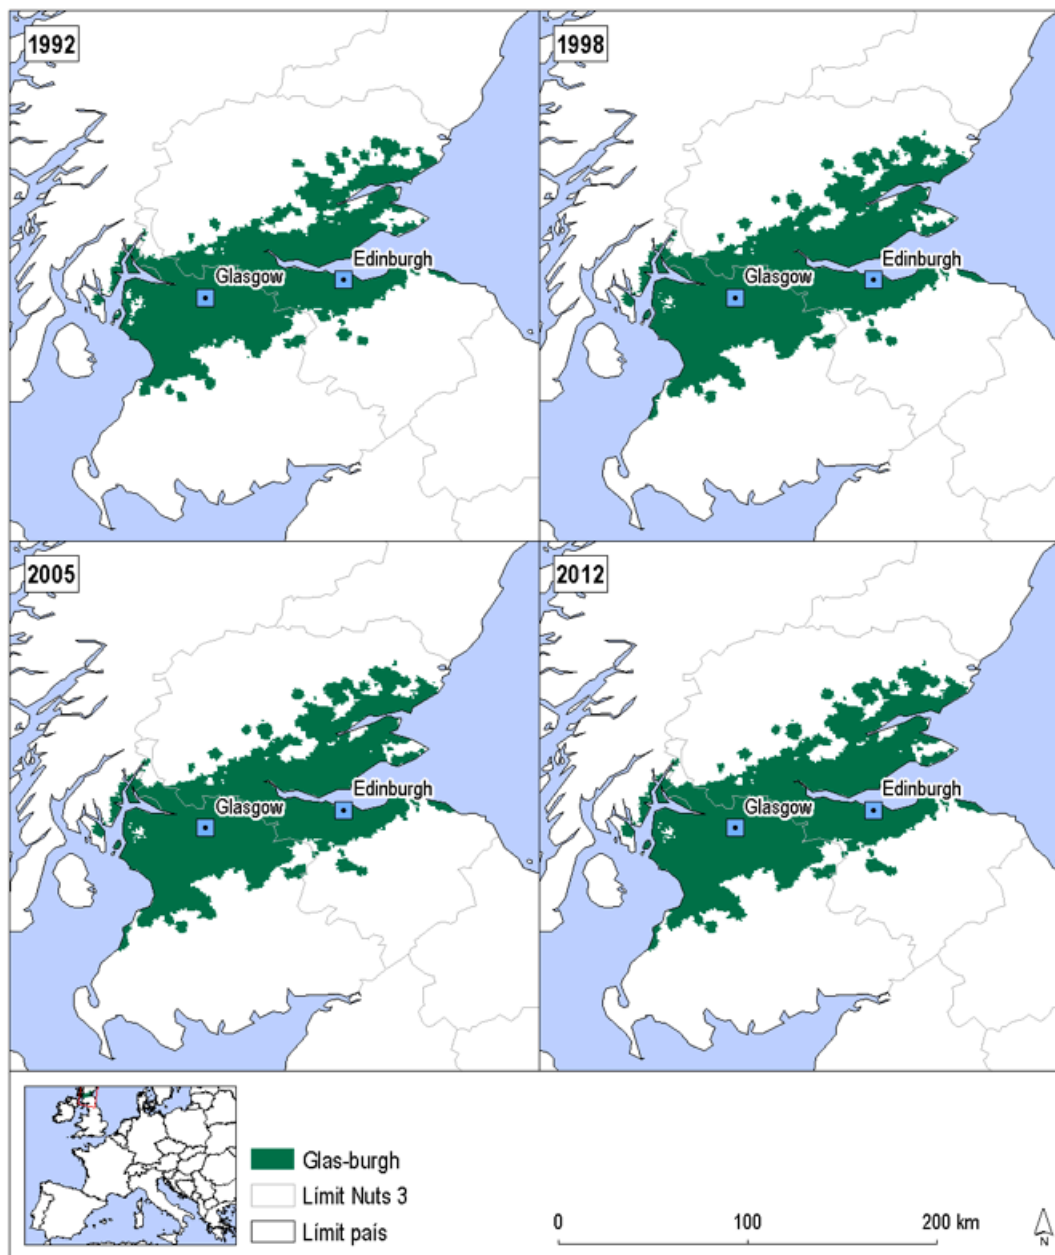 1992
1998
Glasgow
Edinburgh
Glasgow
Edinburgh
2005
2012
Glasgow
Edinburgh
Glasgow
Edinburgh
Glas-burgh
Límit Nuts 3
Límit país
0
100
200 km
N